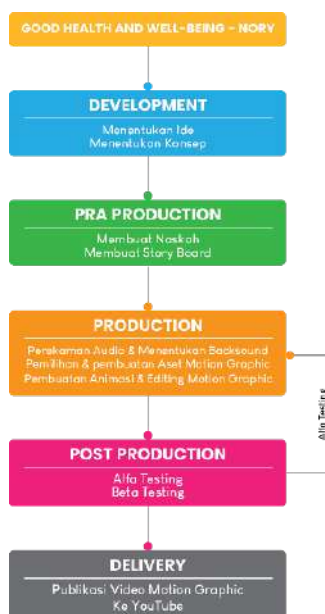 GOOD HEALTH AND WELL-BEING - NORY
DEVELOPMENT
Menentukan Ide
Menentukan Konsep
PRA PRODUCTION
Membuat Naskah
Membuat Story Board
PRODUCTION
Perekaman Audio & Menentukan Backsound
Pemilihan & pembuatan Aset Motion Graphic
Pembuatan Animasi & Editing Motion Graphic
Alfa Testing
POST PRODUCTION
Alfa Testing
Beta Testing
DELIVERY
Publikasi Video Motion Graphic
Ke YouTube